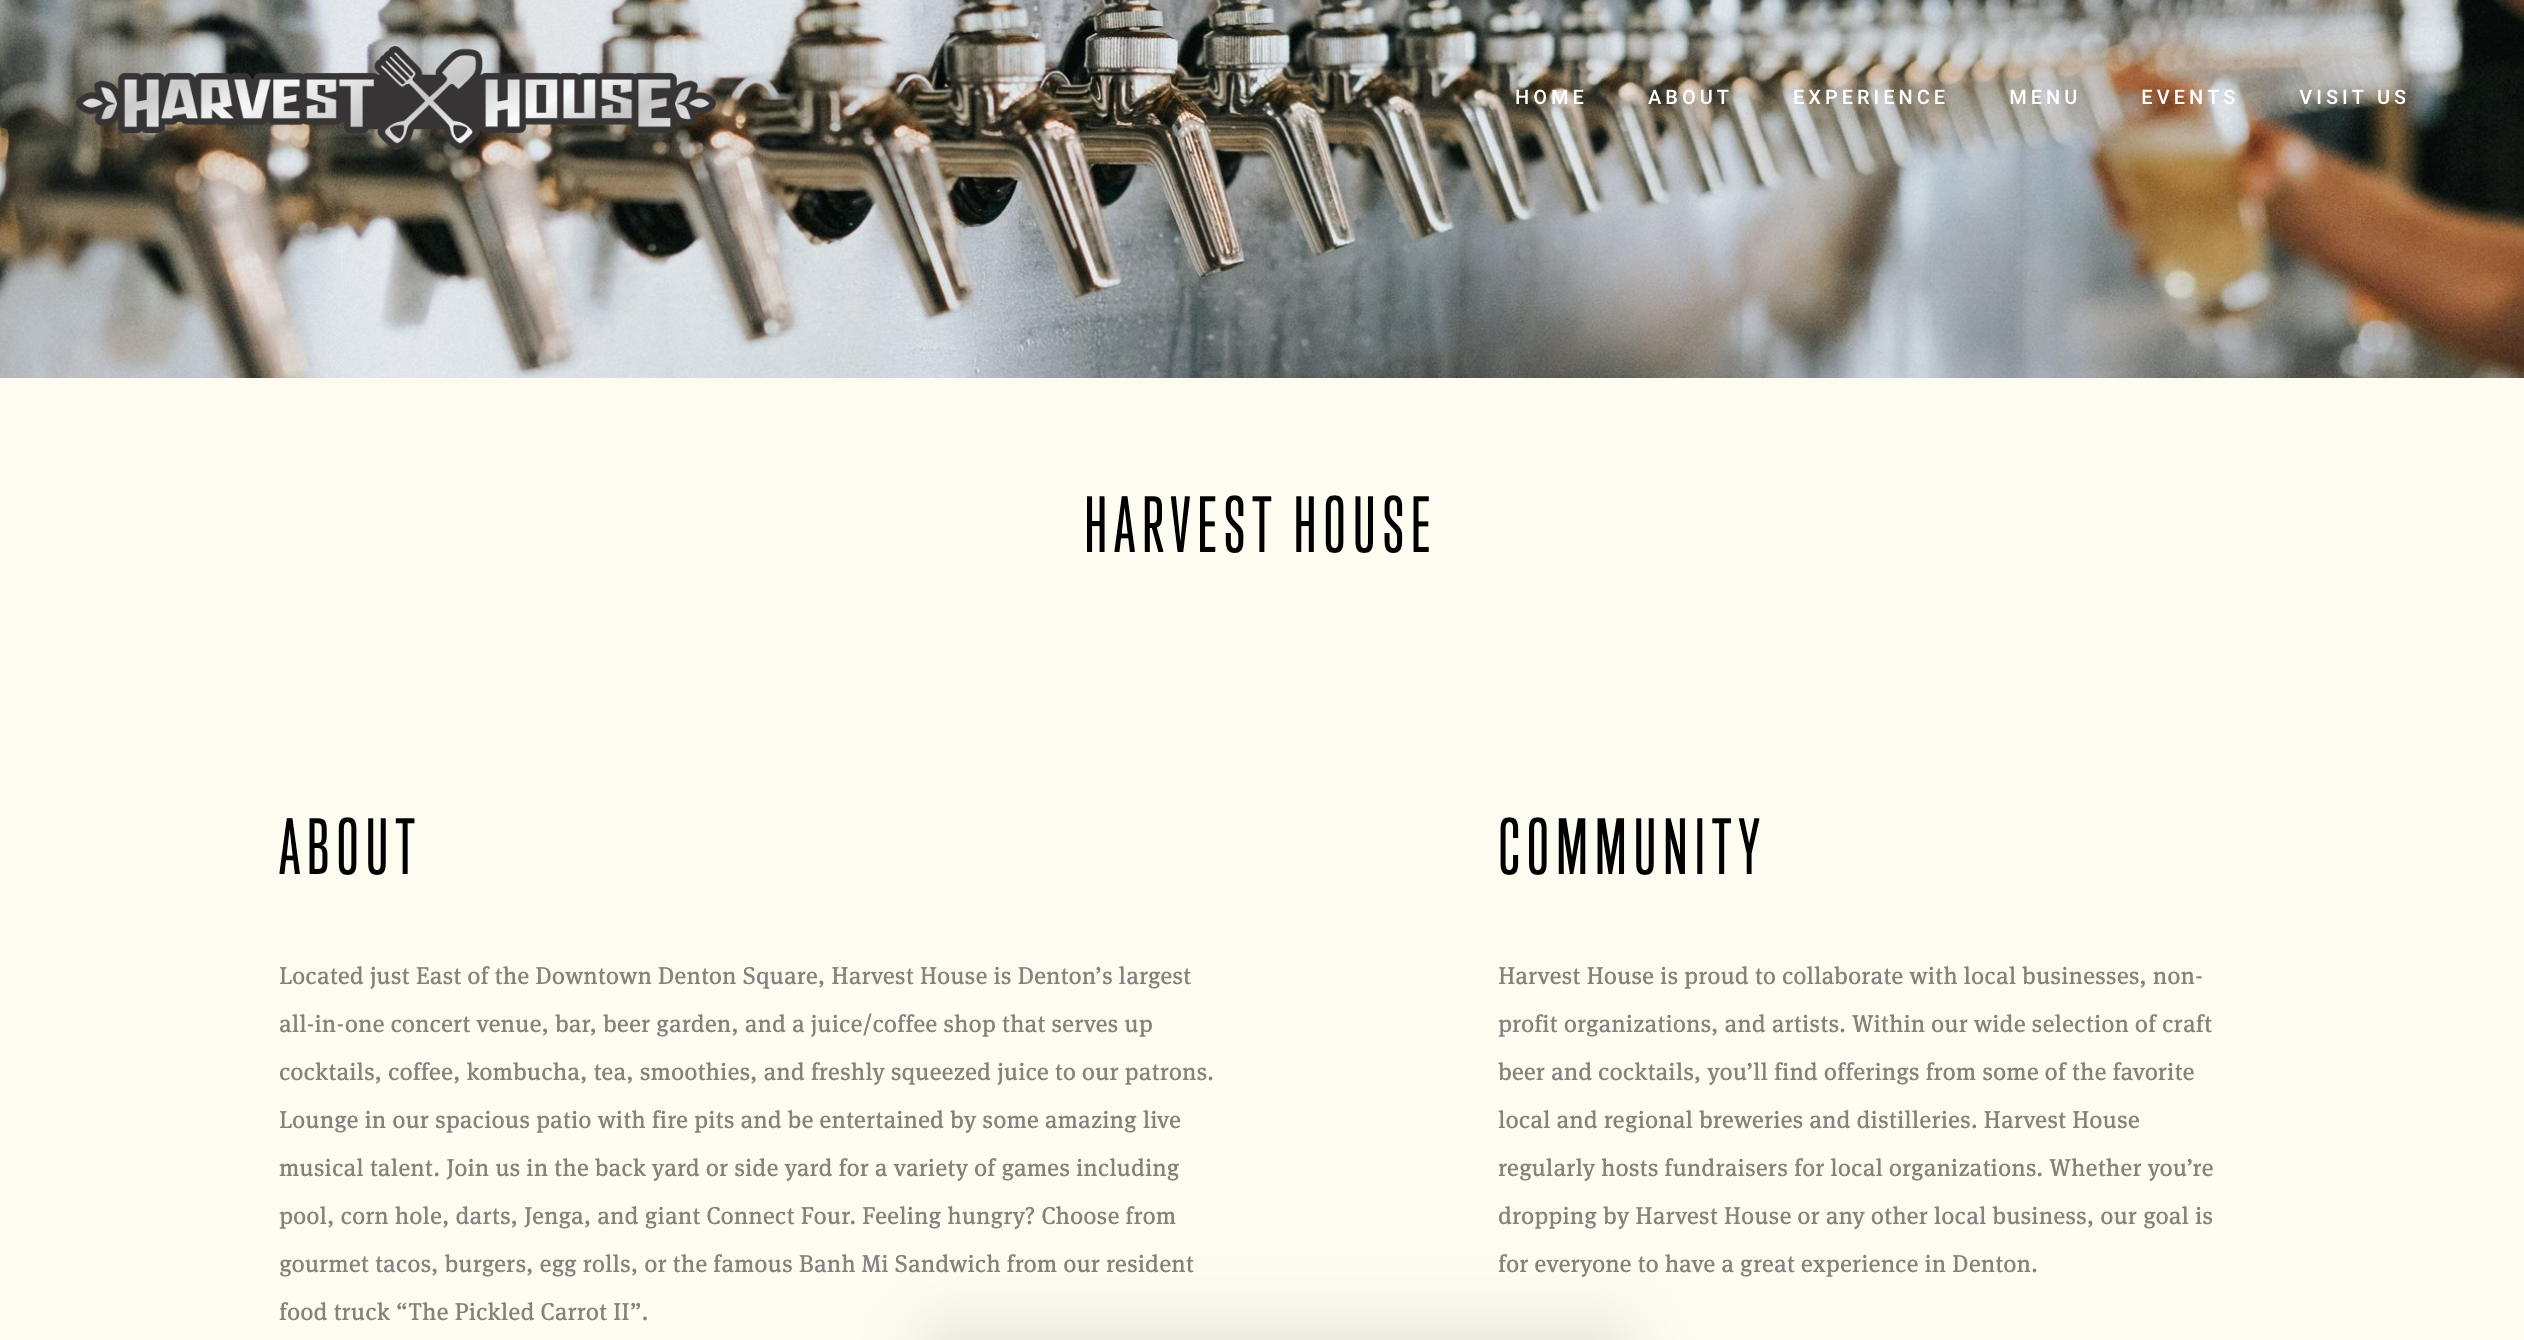 HARVEST HOUSE
HOME ABOUT EXPERIENCE MENU EVENTS VISIT US
HARVEST HOUSE
ABOUT
Located just East of the Downtown Denton Square, Harvest House is Denton’s largest
all-in-one concert venue, bar, beer garden, and a juice/coffee shop that serves up
cocktails, coffee, kombucha, tea, smoothies, and freshly squeezed juice to our patrons.
Lounge in our spacious patio with fire pits and be entertained by some amazing live
musical talent. Join us in the back yard or side yard for a variety of games including
pool, corn hole, darts, Jenga, and giant Connect Four. Feeling hungry? Choose from
gourmet tacos, burgers, egg rolls, or the famous Banh Mi Sandwich from our resident
food truck “The Pickled Carrot II”.
COMMUNITY
Harvest House is proud to collaborate with local businesses, non-
profit organizations, and artists. Within our wide selection of craft
beer and cocktails, you’ll find offerings from some of the favorite
local and regional breweries and distilleries. Harvest House
regularly hosts fundraisers for local organizations. Whether you’re
dropping by Harvest House or any other local business, our goal is
for everyone to have a great experience in Denton.